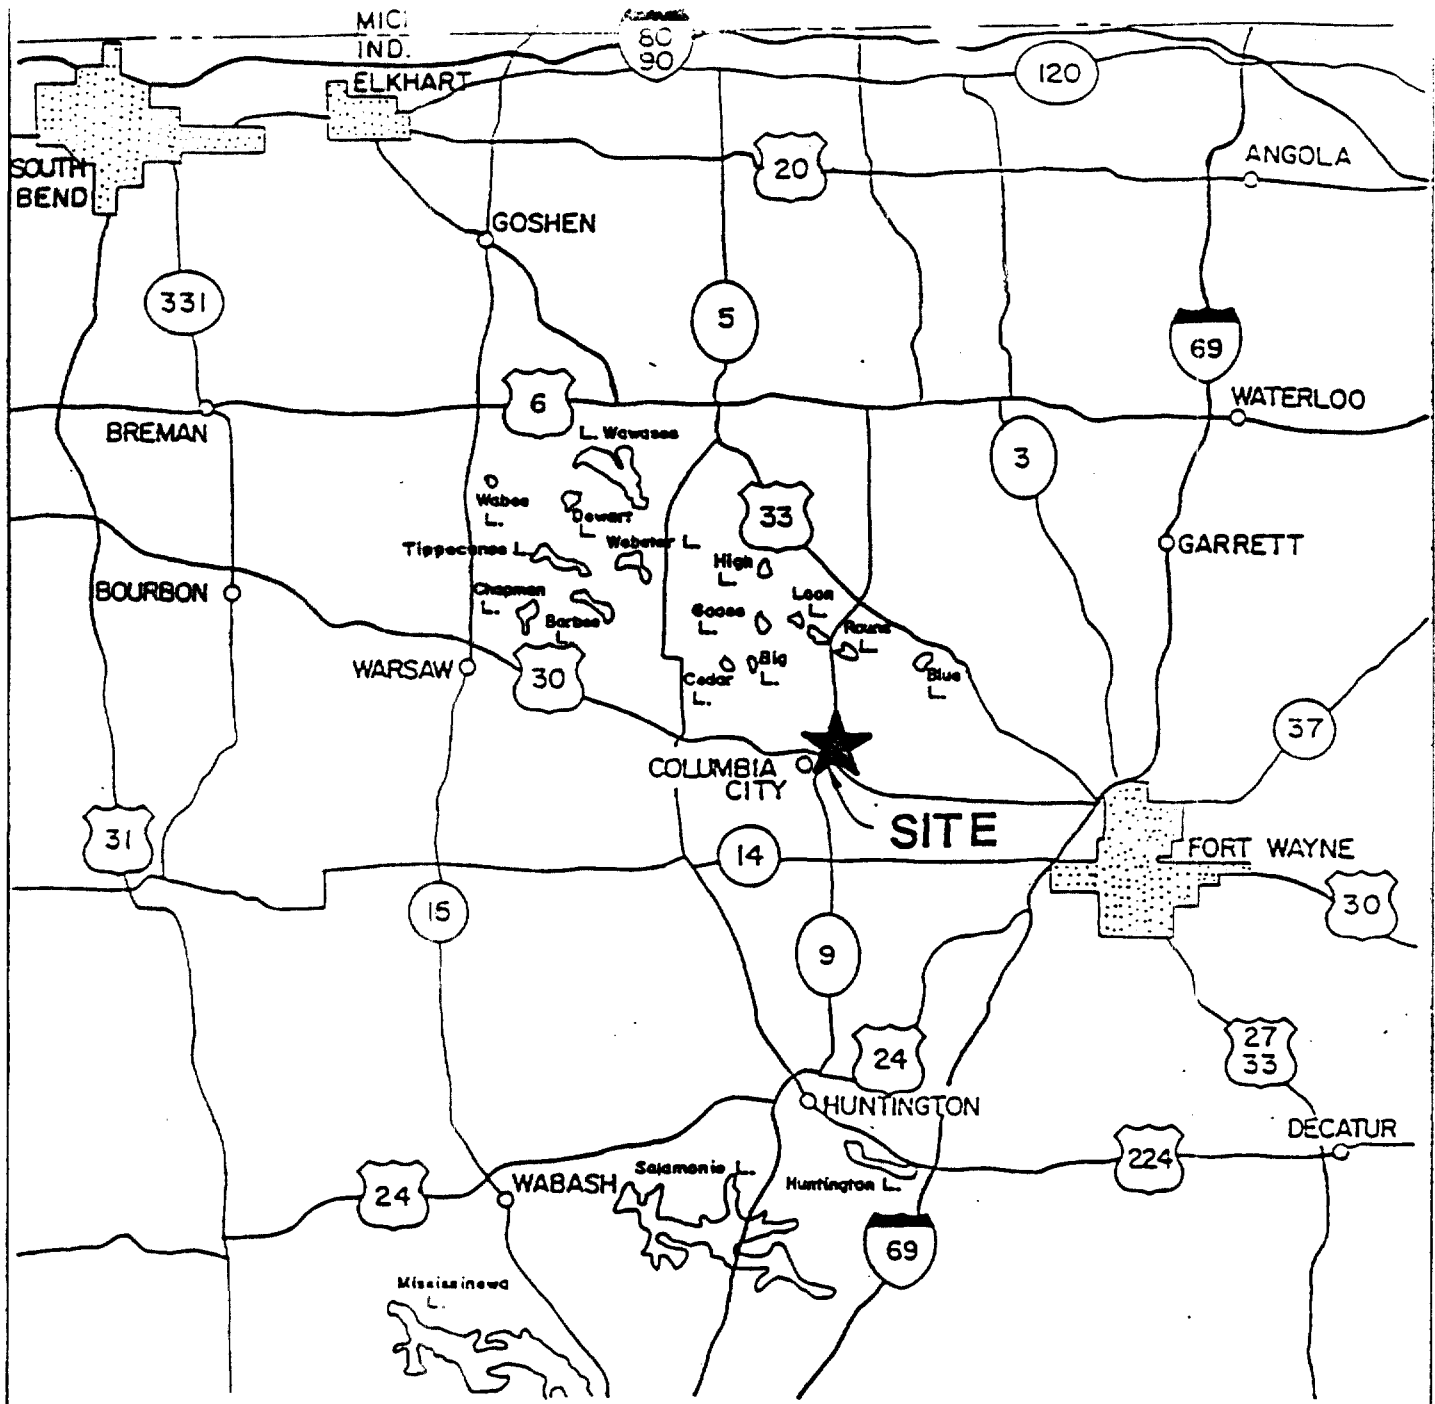 MICH
IND.
80
90
ELKHART
120
SOUTH
BEND
20
ANGOLA
GOSHEN
331
5
69
6
WATERLOO
BREMAN
L. Wawasee
3
Wabee
L.
Dewart
L.
33
Tippecanoe L.
Webster L.
High
L.
GARRETT
BOURBON
Chapman
L.
Barbee
L.
Goose
L.
Loon
L.
Round
L.
WARSAW
30
Cedar
L.
Big
L.
Blue
L.
37
COLUMBIA
CITY
SITE
31
14
FORT WAYNE
15
30
9
24
27
33
HUNTINGTON
DECATUR
224
24
WABASH
Salamonie L.
Huntington L.
69
Mississinewa
L.